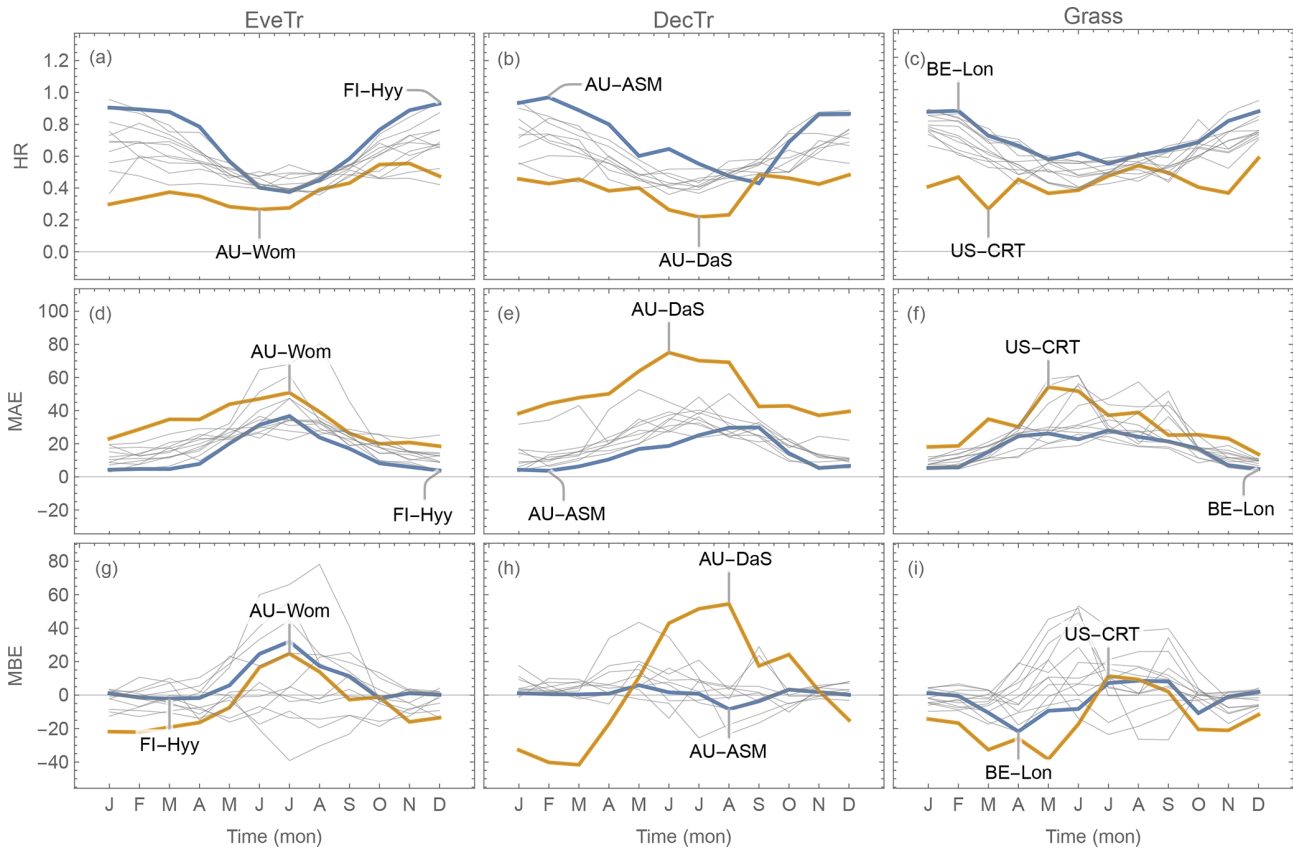 EveTr DecTr Grass
(a) (b) (c)
HR
1.2
1.0
0.8
0.6
0.4
0.2
0.0
FI–Hyy
AU–Wom
AU–ASM
AU–DaS
BE–Lon
US–CRT
(d) (e) (f)
MAE
100
80
60
40
20
0
−20
AU–Wom
FI–Hyy
AU–DaS
AU–ASM
US–CRT
BE–Lon
(g) (h) (i)
MBE
80
60
40
20
0
−20
−40
AU–Wom
FI–Hyy
AU–DaS
AU–ASM
US–CRT
BE–Lon
J F M A M J J A S O N D J F M A M J J A S O N D J F M A M J J A S O N D
Time (mon) Time (mon) Time (mon)